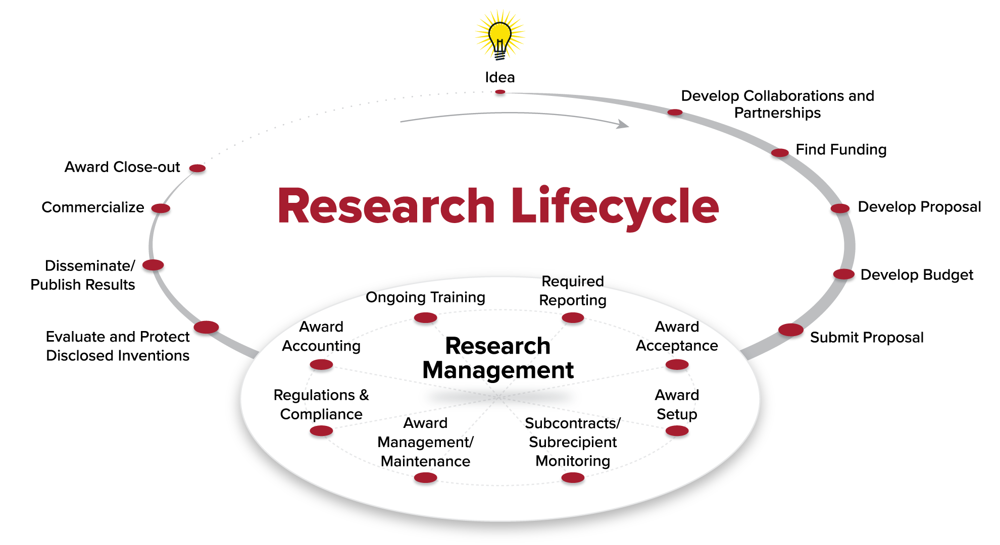 Idea
Develop Collaborations and
Partnerships
Find Funding
Develop Proposal
Develop Budget
Submit Proposal
Research Lifecycle
Award Close-out
Commercialize
Disseminate/
Publish Results
Evaluate and Protect
Disclosed Inventions
Research
Management
Required
Reporting
Award
Acceptance
Award
Setup
Subcontracts/
Subrecipient
Monitoring
Award
Management/
Maintenance
Regulations &
Compliance
Award
Accounting
Ongoing Training